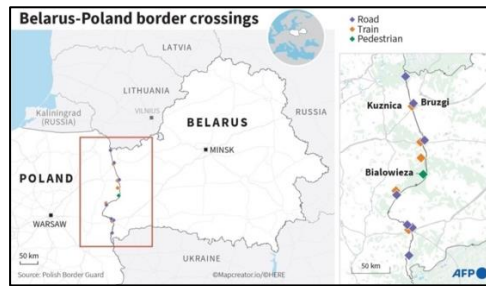 Belarus-Poland border crossings
Road
Train
Pedestrian
LATVIA
LITHUANIA
VILNIUS
Kaliningrad
(RUSSIA)
RUSSIA
BELARUS
MINSK
POLAND
WARSAW
UKRAINE
50 km
Source: Polish Border Guard
©Mapcreator.io/©HERE
Kuznica
Bruzgi
Bialowieza
50 km
AFP